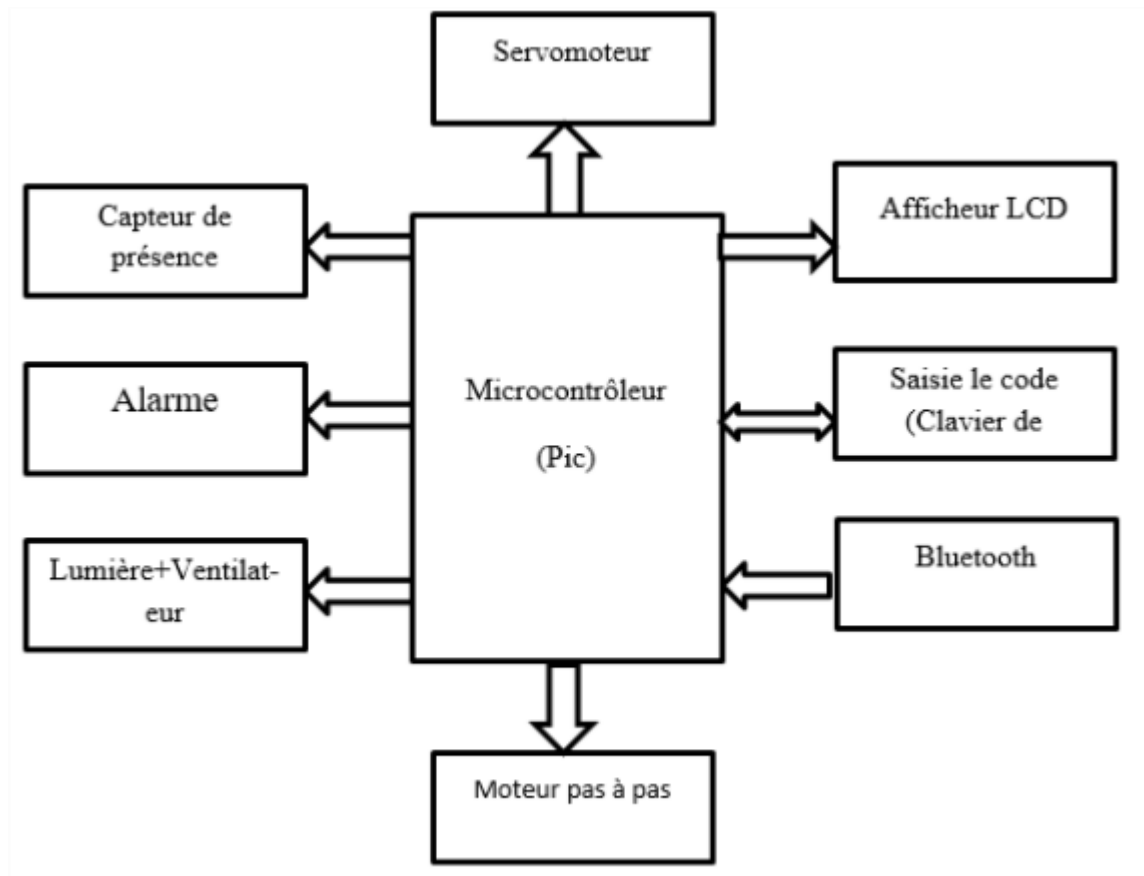 Servomoteur
Capteur de
présence
Afficheur LCD
Alarme
Microcontrôleur
(Pic)
Saisie le code
(Clavier de
Lumière+Ventilat-
eur
Bluetooth
Moteur pas à pas